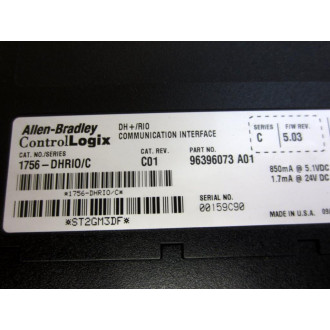 Allen-Bradley
ControlLogix
DH+/RIO
COMMUNICATION INTERFACE
SERIES
C
F/W REV.
5.03
CAT. NO./SERIES
1756-DHRIO/C
CAT. REV.
C01
PART NO.
96396073 A01
850mA @ 5.1VDC
1.7mA @ 24V DC
*1756-DHRIO/C*
SERIAL NO.
00159C90
*ST2GM3DF*
MADE IN U.S.A.